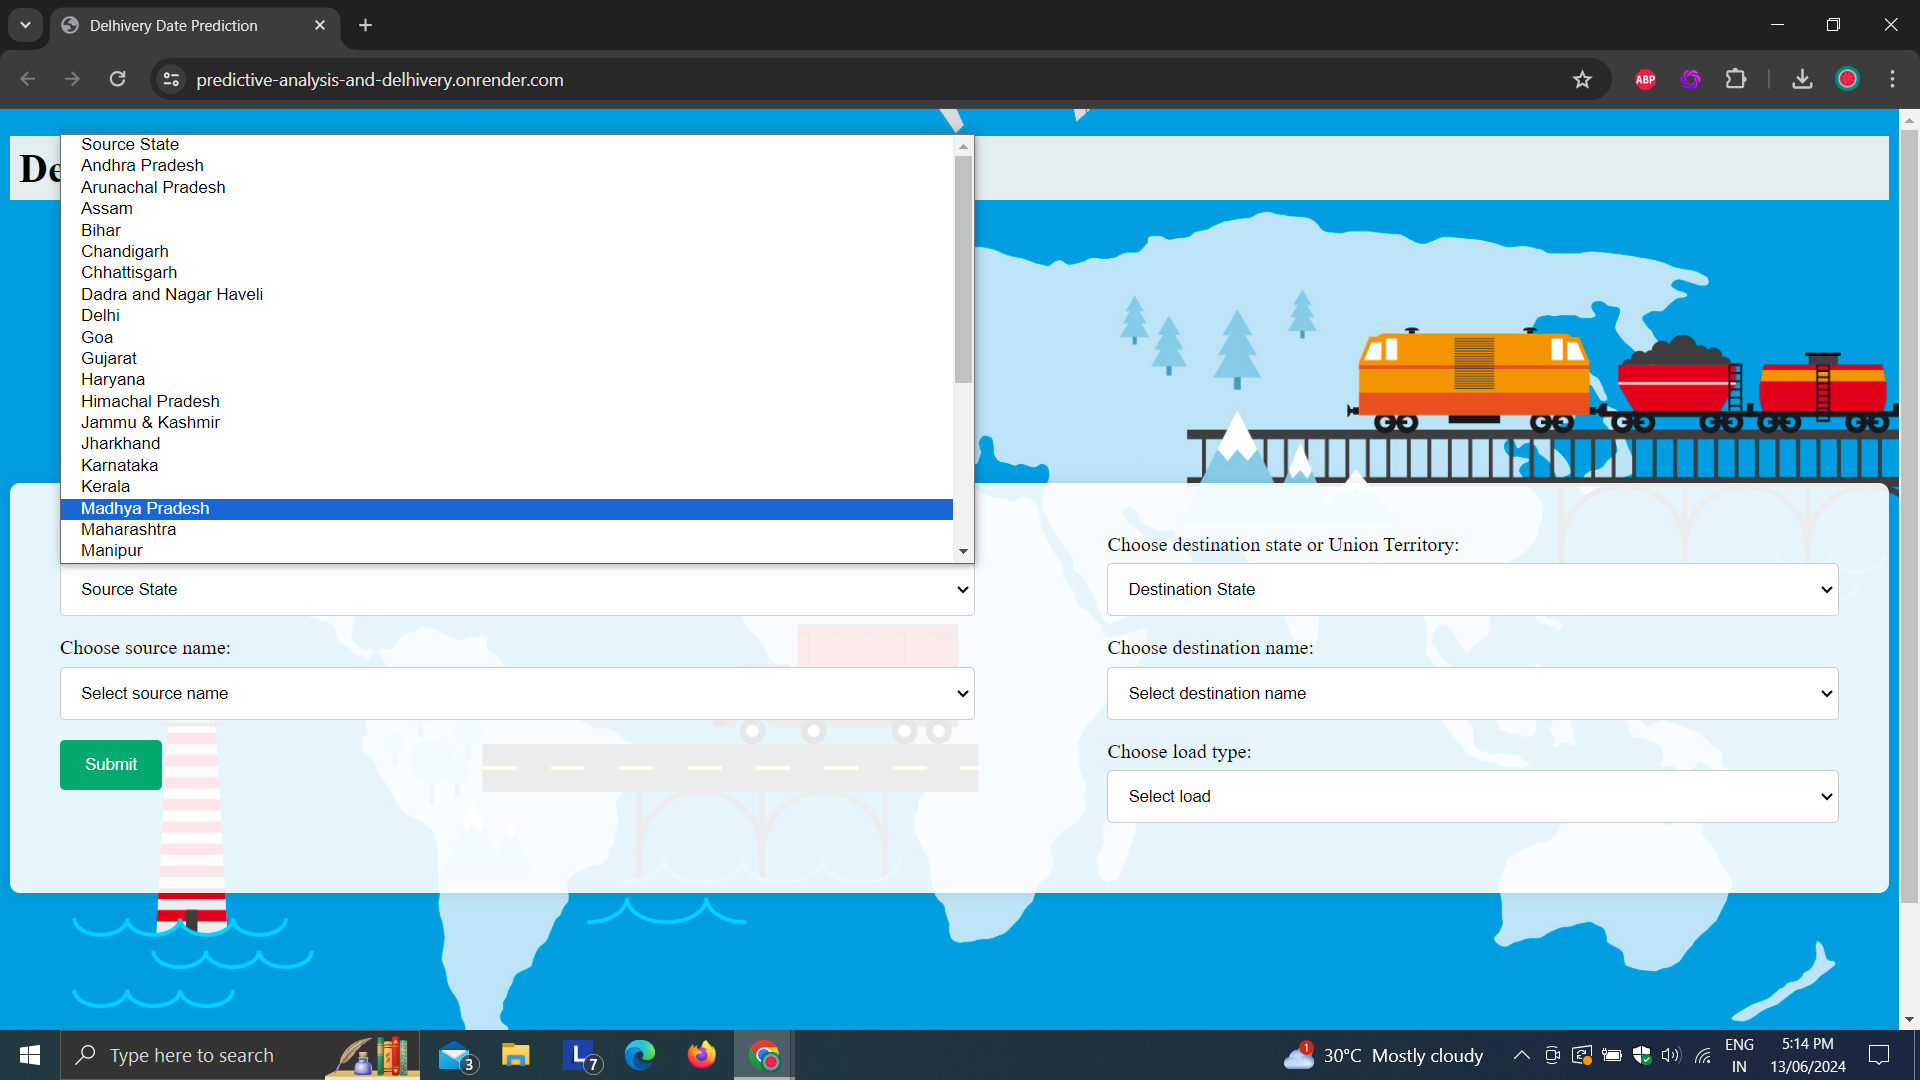 Delhivery Date Prediction
predictive-analysis-and-delhivery.onrender.com
ABP
De
Source State
Andhra Pradesh
Arunachal Pradesh
Assam
Bihar
Chandigarh
Chhattisgarh
Dadra and Nagar Haveli
Delhi
Goa
Gujarat
Haryana
Himachal Pradesh
Jammu & Kashmir
Jharkhand
Karnataka
Kerala
Madhya Pradesh
Maharashtra
Manipur
Source State
Choose source name:
Select source name
Submit
Choose destination state or Union Territory:
Destination State
Choose destination name:
Select destination name
Choose load type:
Select load
Type here to search
3
L 7
1
30°C Mostly cloudy
ENG
IN
5:14 PM
13/06/2024